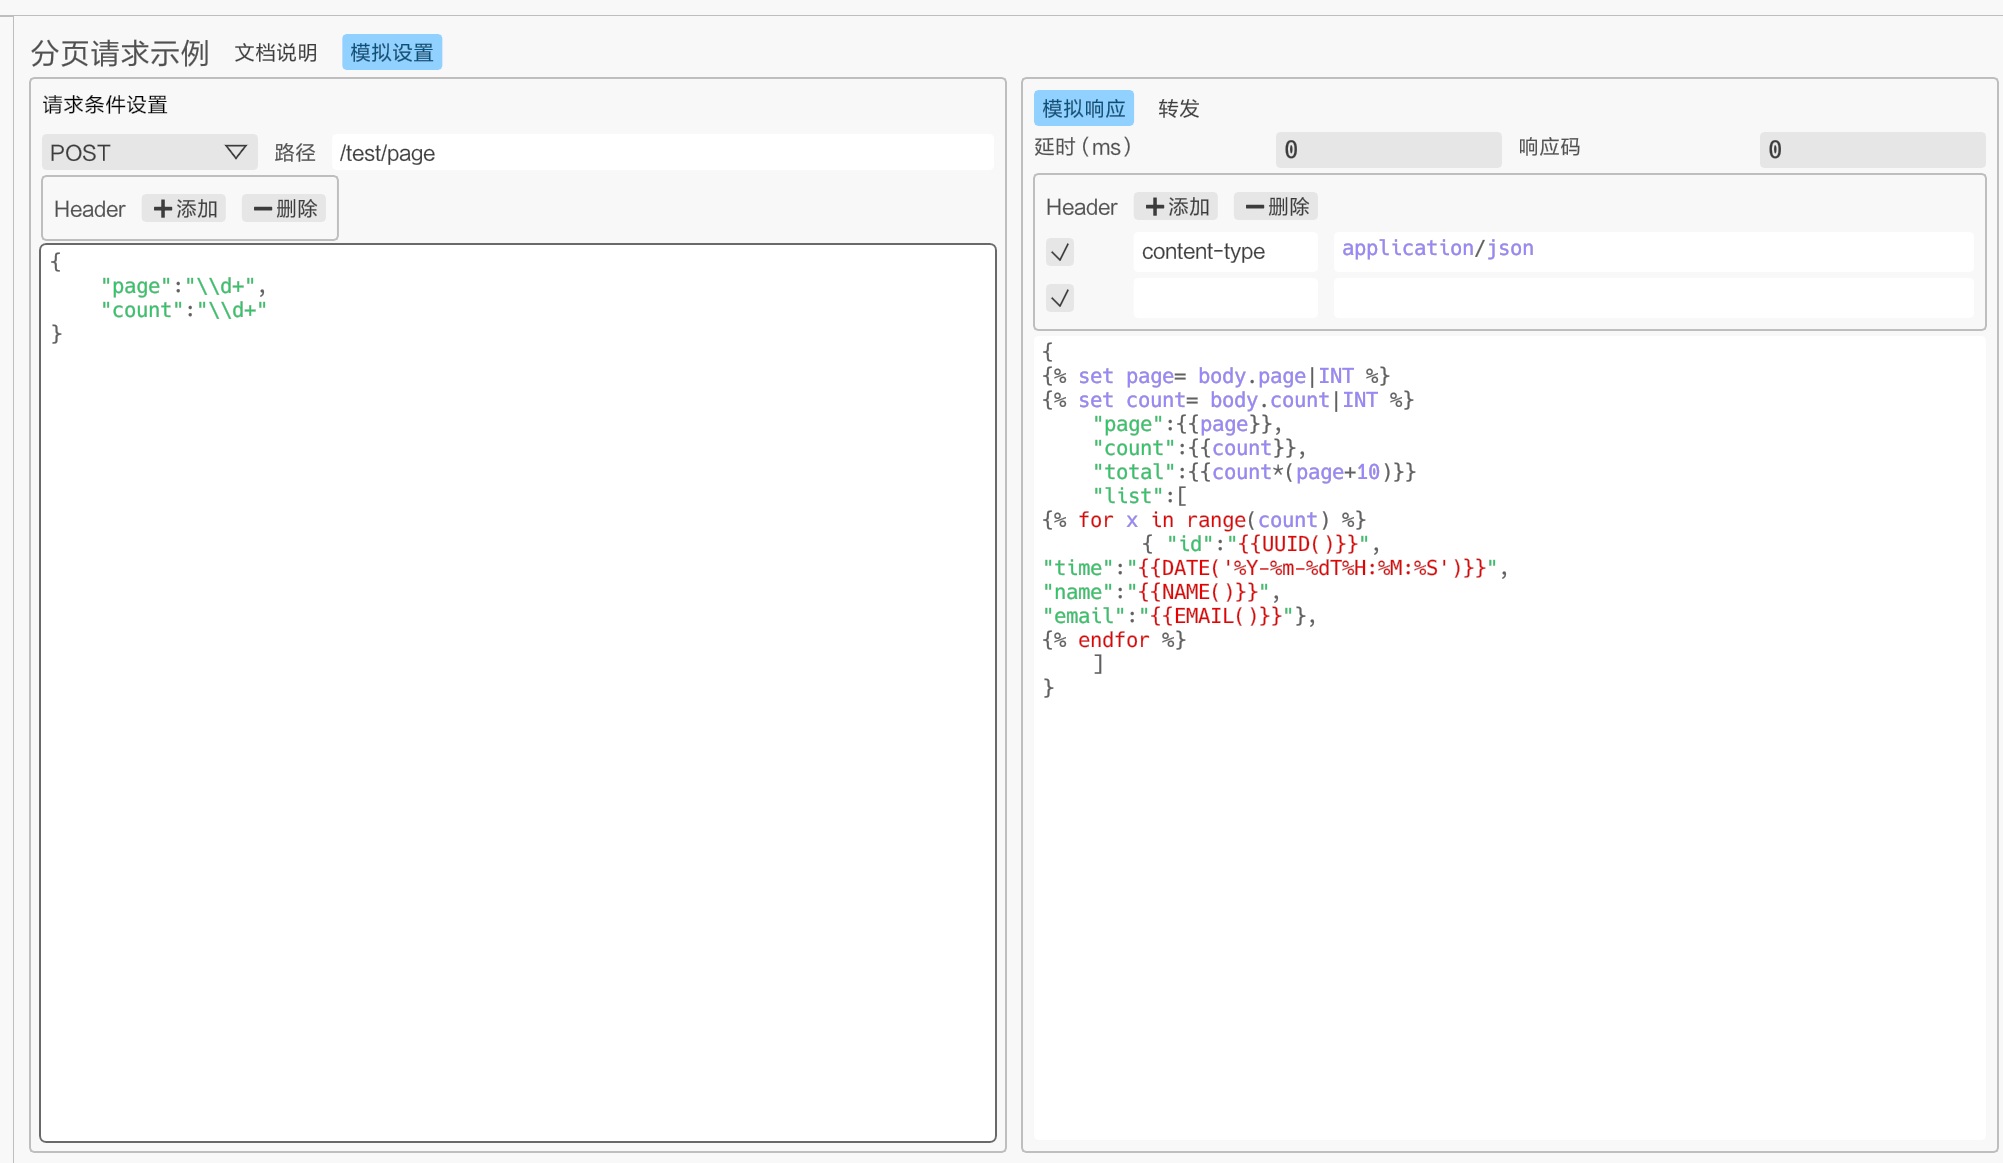 分页请求示例 文档说明 模拟设置
请求条件设置
POST 路径 /test/page
Header 添加 删除
{
    "page":"\\d+",
    "count":"\\d+"
}
模拟响应 转发
延时(ms) 0 响应码 0
Header 添加 删除
content-type application/json
{
{% set page= body.page|INT %}
{% set count= body.count|INT %}
    "page":{{page}},
    "count":{{count}},
    "total":{{count*(page+10)}}
    "list":[
{% for x in range(count) %}
        { "id":"{{UUID()}}",
"time":"{{DATE('%Y-%m-%dT%H:%M:%S')}}",
"name":"{{NAME()}}",
"email":"{{EMAIL()}}"},
{% endfor %}
    ]
}